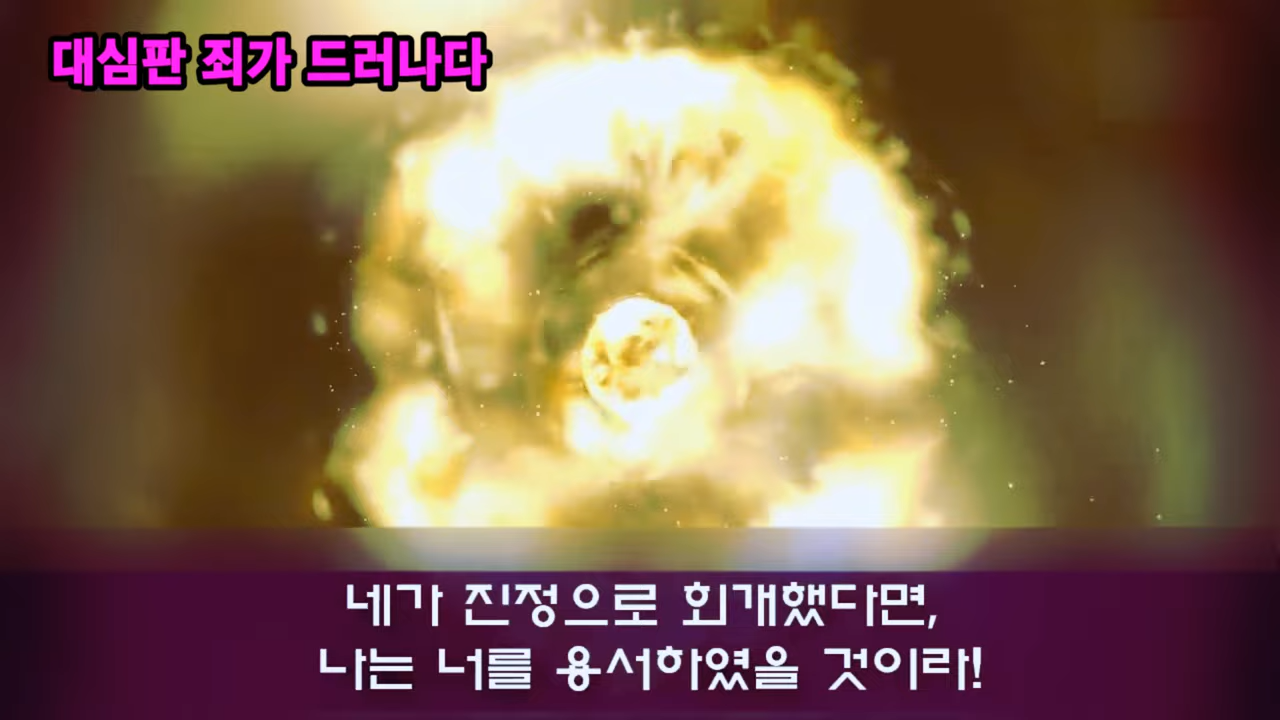 대심판 죄가 드러나다
네가 진정으로 회개했다면,
나는 너를 용서하였을 것이라!